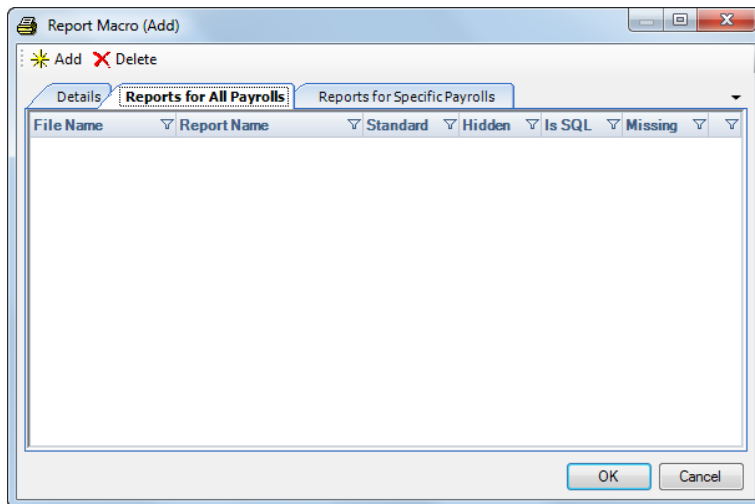 Report Macro (Add)
Add Delete
Details Reports for All Payrolls Reports for Specific Payrolls
File Name Report Name Standard Hidden Is SQL Missing
OK Cancel